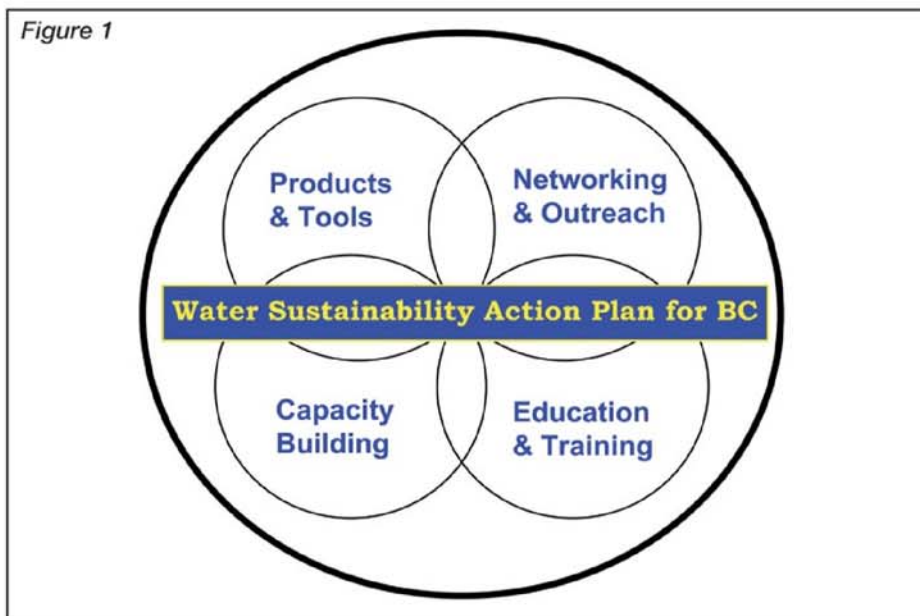 Figure 1
Products
& Tools
Networking
& Outreach
Water Sustainability Action Plan for BC
Capacity
Building
Education
& Training